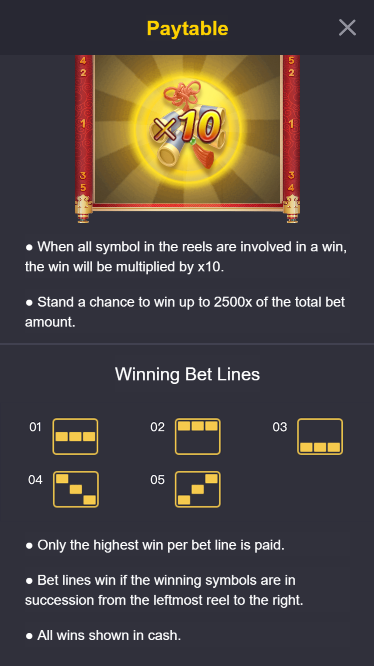 Paytable
4 5
2 2
1 1
3 3
5 4
x10
● When all symbol in the reels are involved in a win,
the win will be multiplied by x10.
● Stand a chance to win up to 2500x of the total bet
amount.
Winning Bet Lines
01 02 03
04 05
● Only the highest win per bet line is paid.
● Bet lines win if the winning symbols are in
succession from the leftmost reel to the right.
● All wins shown in cash.